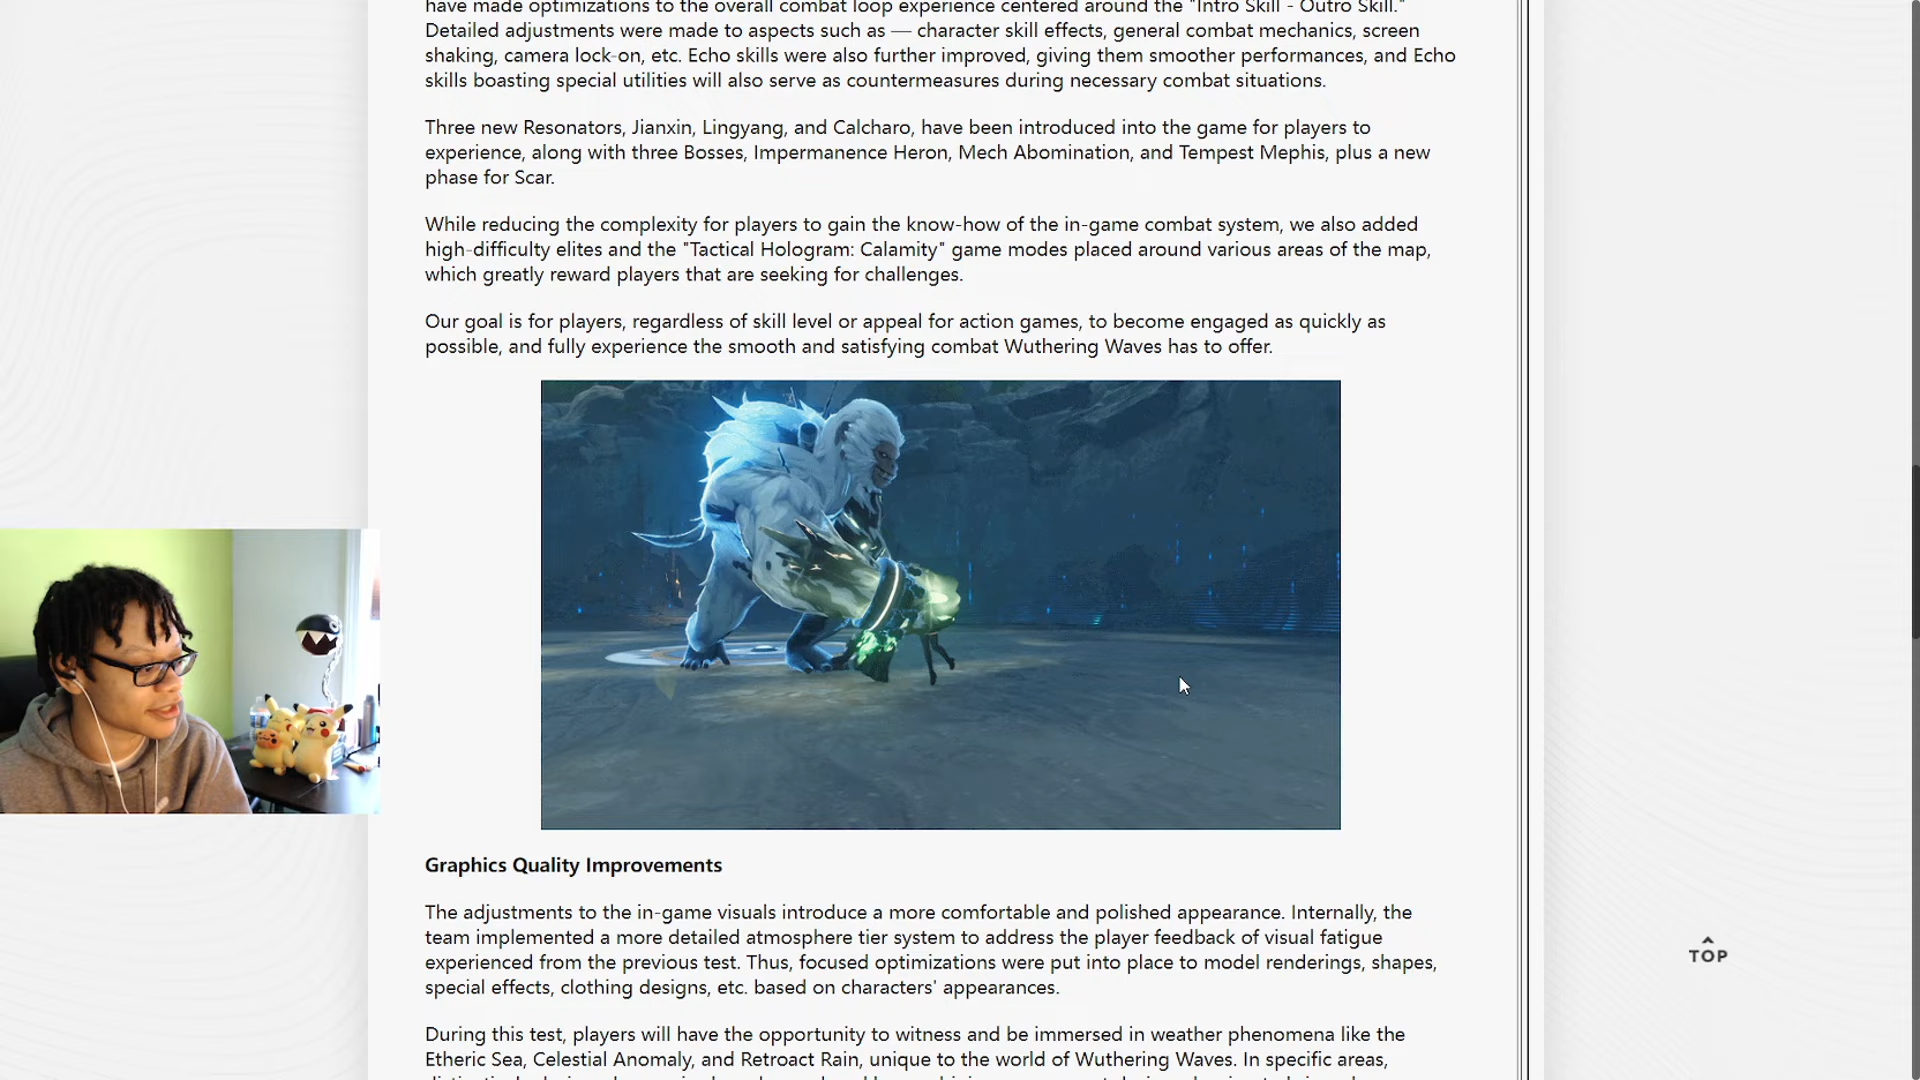 have made optimizations to the overall combat loop experience centered around the "Intro Skill - Outro Skill."
Detailed adjustments were made to aspects such as — character skill effects, general combat mechanics, screen
shaking, camera lock-on, etc. Echo skills were also further improved, giving them smoother performances, and Echo
skills boasting special utilities will also serve as countermeasures during necessary combat situations.
Three new Resonators, Jianxin, Lingyang, and Calcharo, have been introduced into the game for players to
experience, along with three Bosses, Impermanence Heron, Mech Abomination, and Tempest Mephis, plus a new
phase for Scar.
While reducing the complexity for players to gain the know-how of the in-game combat system, we also added
high-difficulty elites and the "Tactical Hologram: Calamity" game modes placed around various areas of the map,
which greatly reward players that are seeking for challenges.
Our goal is for players, regardless of skill level or appeal for action games, to become engaged as quickly as
possible, and fully experience the smooth and satisfying combat Wuthering Waves has to offer.
Graphics Quality Improvements
The adjustments to the in-game visuals introduce a more comfortable and polished appearance. Internally, the
team implemented a more detailed atmosphere tier system to address the player feedback of visual fatigue
experienced from the previous test. Thus, focused optimizations were put into place to model renderings, shapes,
special effects, clothing designs, etc. based on characters' appearances.
During this test, players will have the opportunity to witness and be immersed in weather phenomena like the
Etheric Sea, Celestial Anomaly, and Retroact Rain, unique to the world of Wuthering Waves. In specific areas,
TOP